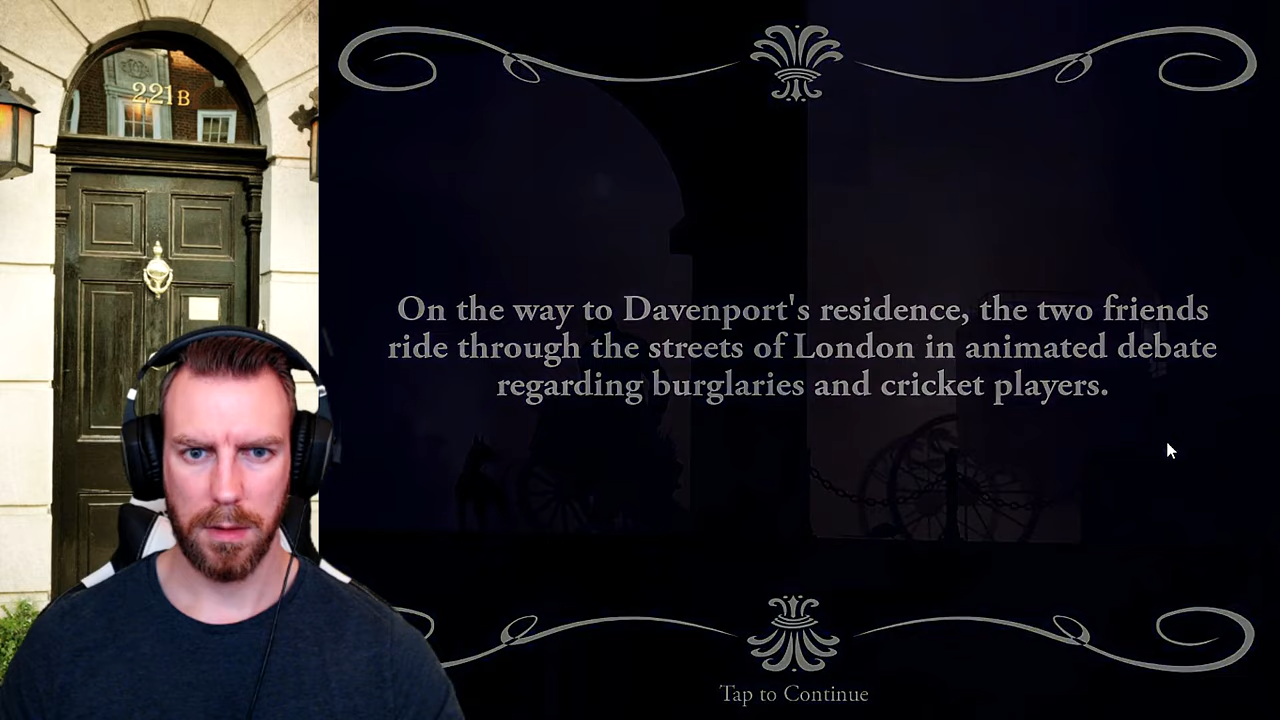 221B
On the way to Davenport's residence, the two friends
ride through the streets of London in animated debate
regarding burglaries and cricket players.
Tap to Continue